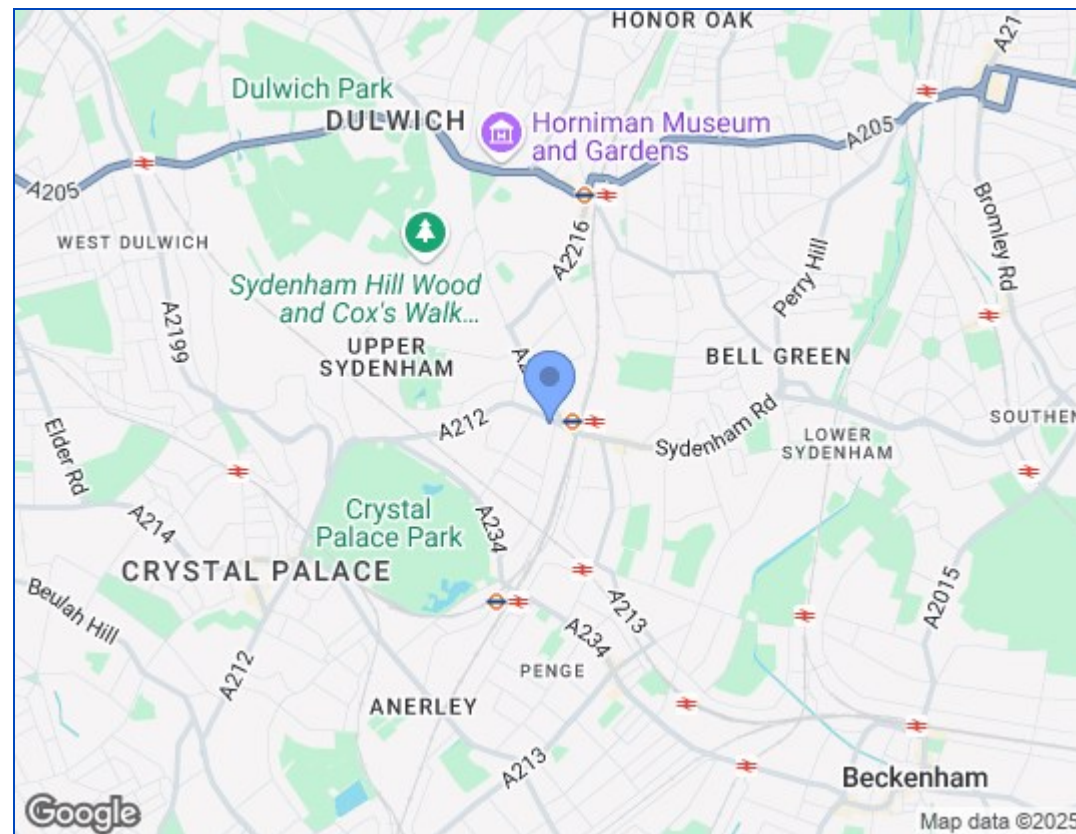 HONOR OAK
A21
Dulwich Park
DULWICH
Horniman Museum
and Gardens
A205
A205
Bromley Rd
WEST DULWICH
A2216
Perry Hill
Sydenham Hill Wood
and Cox's Walk...
A2199
UPPER
SYDENHAM
BELL GREEN
A212
Sydenham Rd
LOWER
SYDENHAM
SOUTHEN
Elder Rd
A214
Crystal
Palace Park
A234
CRYSTAL PALACE
Beulah Hill
A213
A2015
A234
PENGE
A212
ANERLEY
A213
Beckenham
Google
Map data ©2025